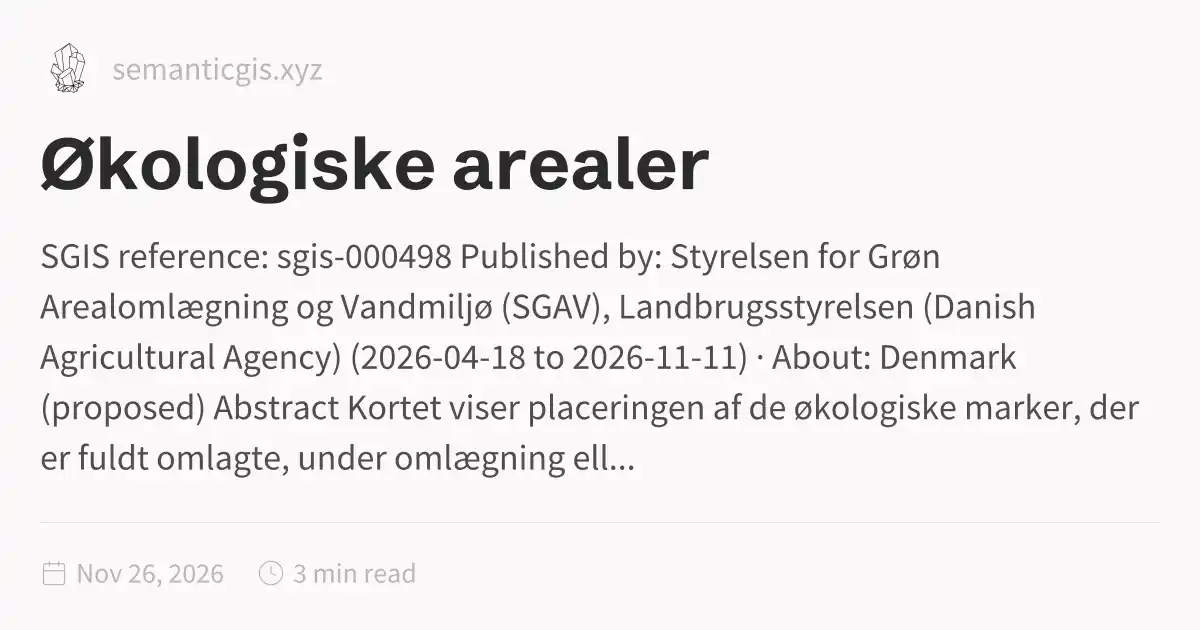 semanticgis.xyz
Økologiske arealer
SGIS reference: sgis-000498 Published by: Styrelsen for Grøn
Arealomlægning og Vandmiljø (SGAV), Landbrugsstyrelsen (Danish
Agricultural Agency) (2026-04-18 to 2026-11-11) · About: Denmark
(proposed) Abstract Kortet viser placeringen af de økologiske marker, der
er fuldt omlagte, under omlægning ell...
Nov 26, 2026 3 min read